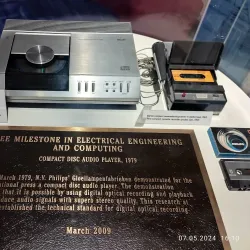 EE MILESTONE IN ELECTRICAL ENGINEERING
AND COMPUTING
COMPACT DISC AUDIO PLAYER, 1979
March 1979, N.V. Philips' Gloeilampenfabrieken demonstrated for the
national press a compact disc audio player. The demonstration
that it is possible by using digital optical recording and playback
duce audio signals with superb stereo quality. This research at
established the technical standard for digital optical recording.
March 2009
07.05.2024